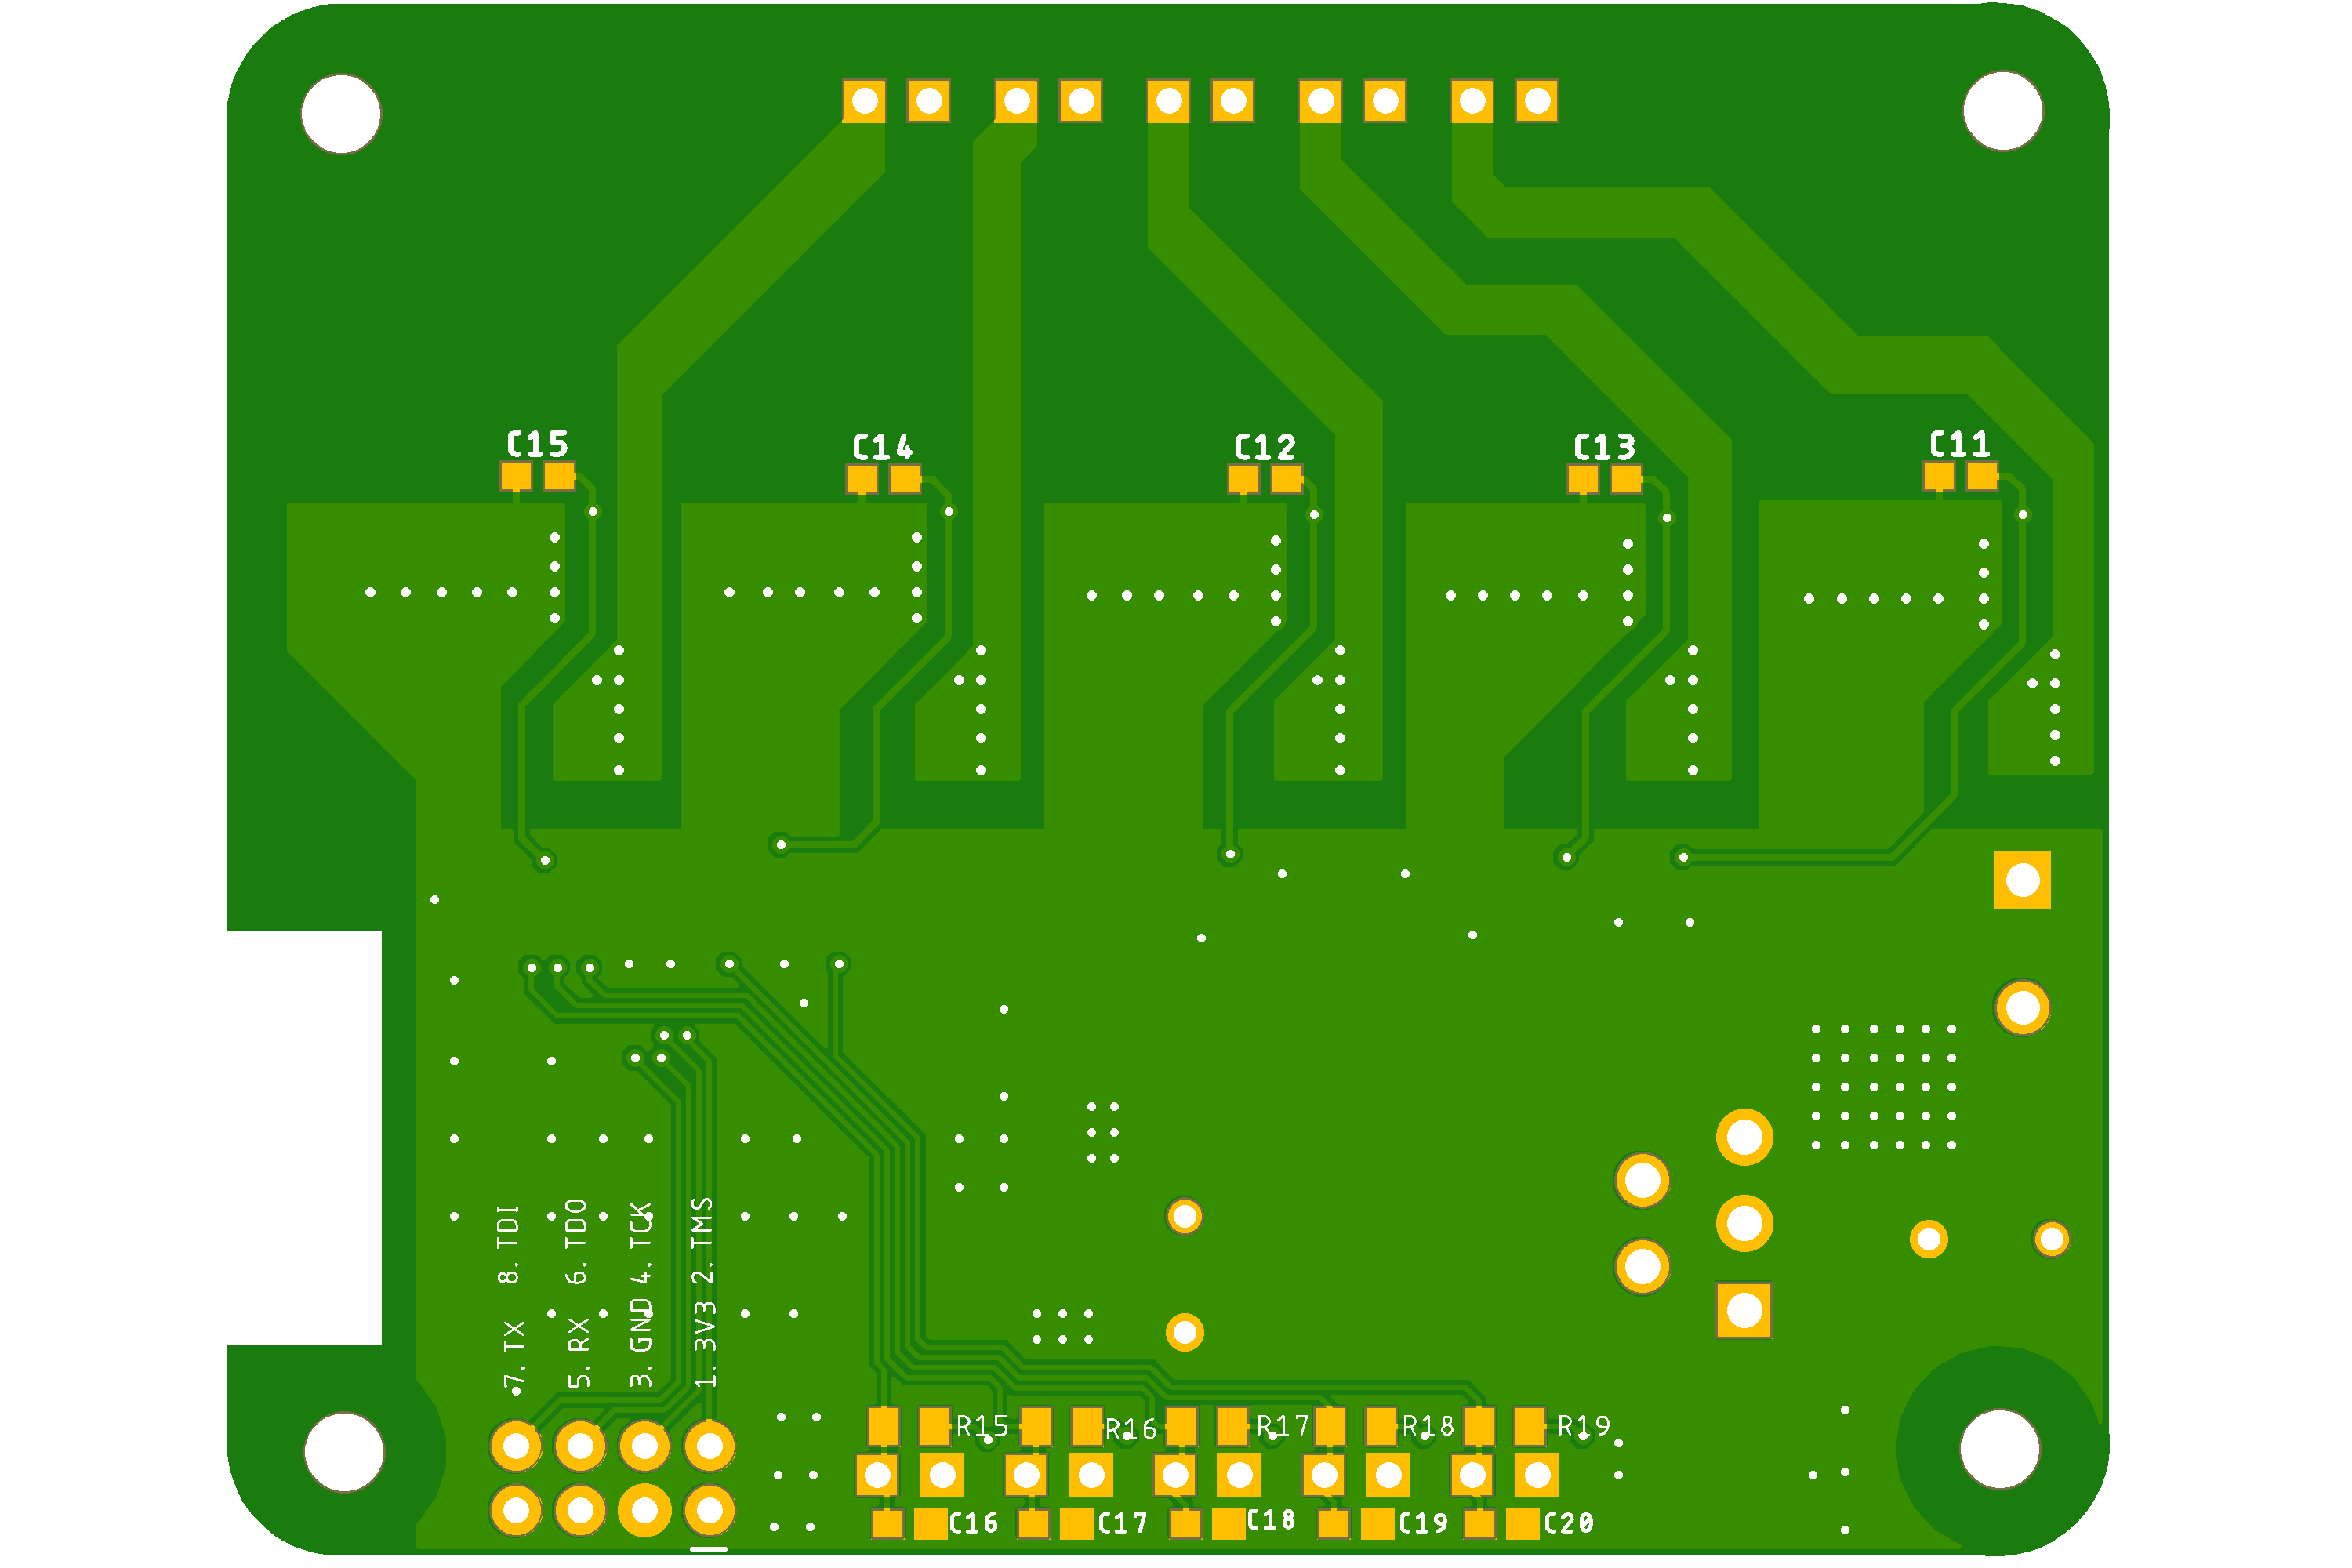 C15
C14
C12
C13
C11
7.TX 8.TDI
5.RX 6.TDO
3.GND 4.TCK
1.3V3 2.TMS
R15
R16
R17
R18
R19
C16
C17
C18
C19
C20